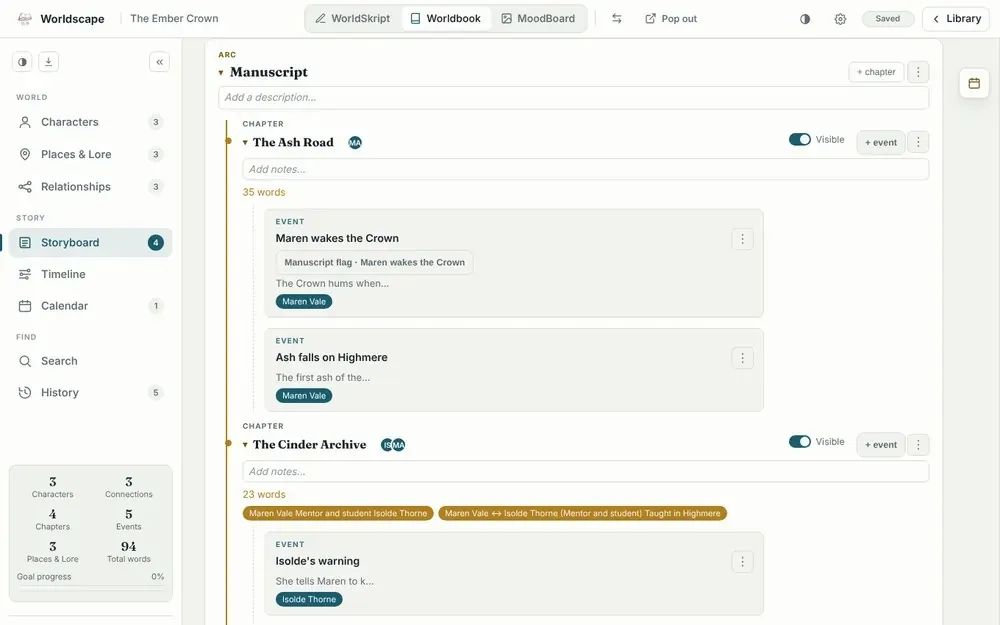 Worldscape
The Ember Crown
WorldSkript
Worldbook
MoodBoard
Pop out
Saved
Library
WORLD
Characters 3
Places & Lore 3
Relationships 3
STORY
Storyboard 4
Timeline
Calendar 1
FIND
Search
History 5
3 3
Characters Connections
4 5
Chapters Events
3 94
Places & Lore Total words
Goal progress 0%
ARC
Manuscript
+ chapter
Add a description...
CHAPTER
The Ash Road MA
Visible
+ event
Add notes...
35 words
EVENT
Maren wakes the Crown
Manuscript flag · Maren wakes the Crown
The Crown hums when...
Maren Vale
EVENT
Ash falls on Highmere
The first ash of the...
Maren Vale
CHAPTER
The Cinder Archive IS MA
Visible
+ event
Add notes...
23 words
Maren Vale Mentor and student Isolde Thorne
Maren Vale ↔ Isolde Thorne (Mentor and student) Taught in Highmere
EVENT
Isolde's warning
She tells Maren to k...
Isolde Thorne